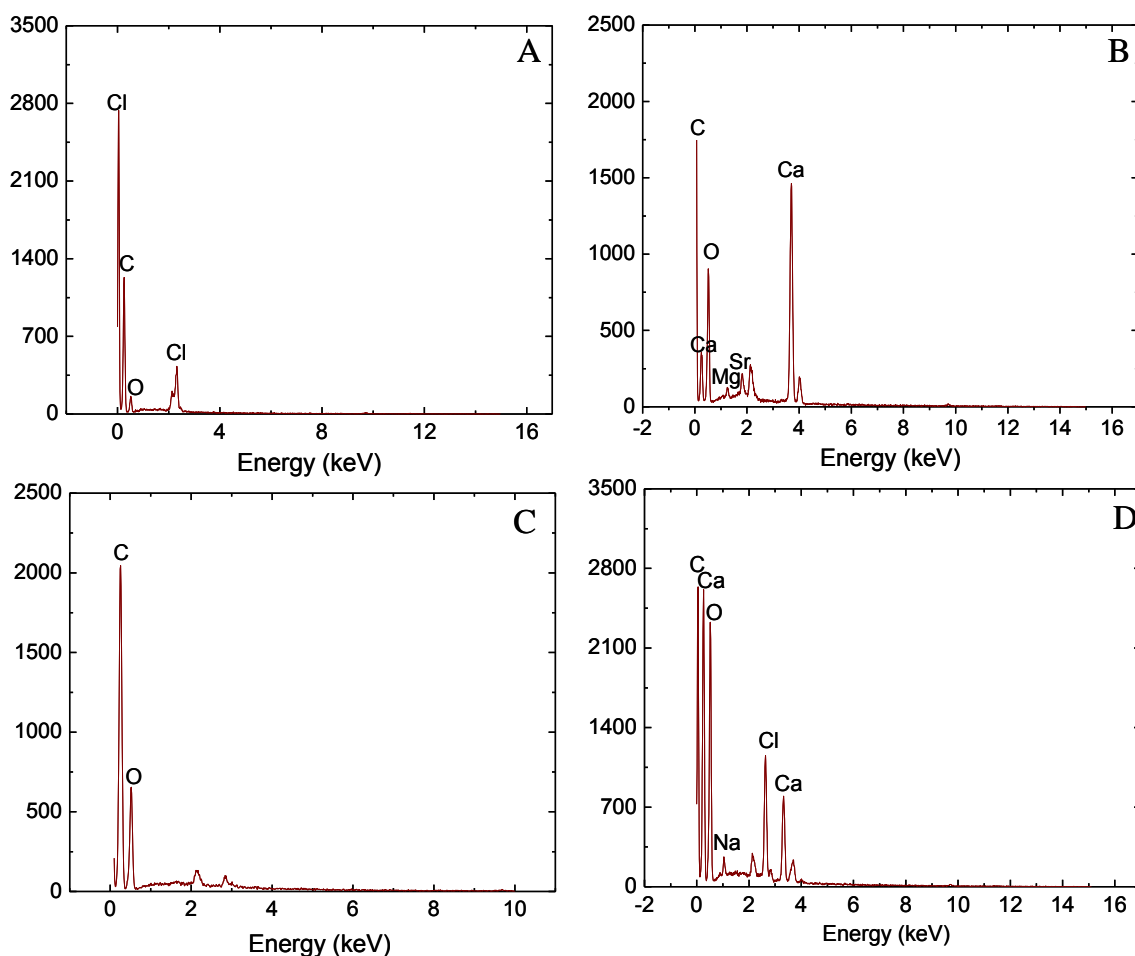 A
3500
2800
2100
1400
700
0
Cl
C
O
Cl
0 4 8 12 16
Energy (keV)
B
2500
2000
1500
1000
500
0
C
Ca
O
Ca
Mg
Sr
-2 0 2 4 6 8 10 12 14 16
Energy (keV)
C
2500
2000
1500
1000
500
0
C
O
0 2 4 6 8 10
Energy (keV)
D
3500
2800
2100
1400
700
0
C
Ca
O
Cl
Ca
Na
-2 0 2 4 6 8 10 12 14 16
Energy (keV)